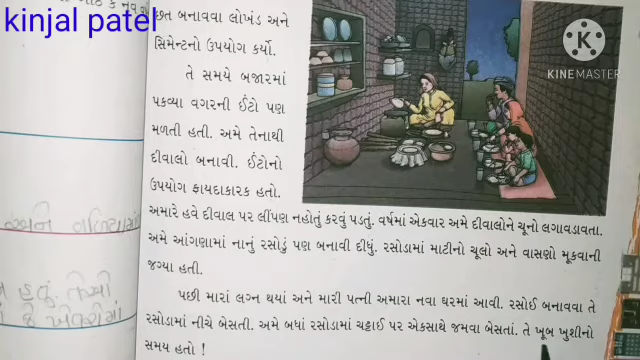 kinjal patel
છત બનાવવા લોખંડ અને
સિમેન્ટનો ઉપયોગ કર્યો.
તે સમયે બજારમાં
પકવ્યા વગરની ઈંટો પણ
મળતી હતી. અમે તેનાથી
દીવાલો બનાવી. ઈંટોનો
ઉપયોગ ફાયદાકારક હતો.
અમારે હવે દીવાલ પર લીંપણ નહોતું કરવું પડતું. વર્ષમાં એકવાર અમે દીવાલોને ચૂનો લગાવડાવતા.
અમે આંગણામાં નાનું રસોડું પણ બનાવી દીધું. રસોડામાં માટીનો ચૂલો અને વાસણો મૂકવાની
જગ્યા હતી.
પછી મારાં લગ્ન થયાં અને મારી પત્ની અમારા નવા ઘરમાં આવી. રસોઈ બનાવવા તે
રસોડામાં નીચે બેસતી. અમે બધાં રસોડામાં ચટ્ટાઈ પર એકસાથે જમવા બેસતાં. તે ખૂબ ખુશીનો
સમય હતો !
KINEMASTER